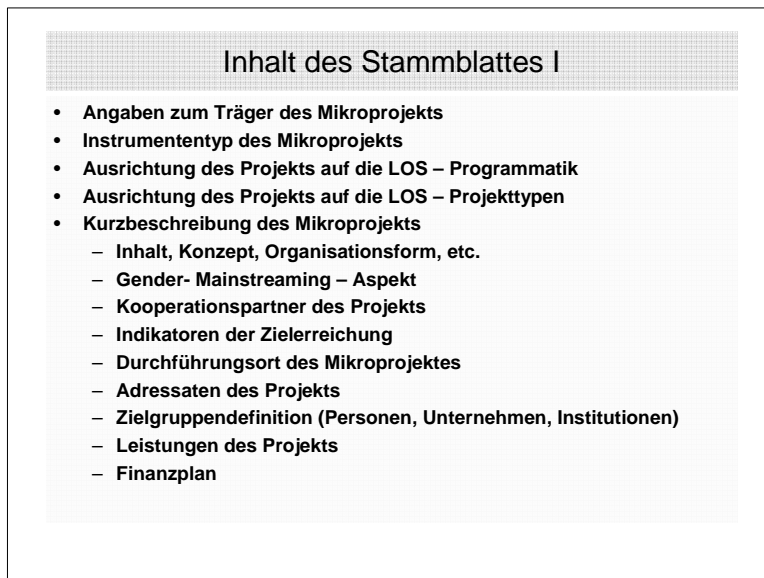 Inhalt des Stammblattes I
• Angaben zum Träger des Mikroprojekts
• Instrumententyp des Mikroprojekts
• Ausrichtung des Projekts auf die LOS – Programmatik
• Ausrichtung des Projekts auf die LOS – Projekttypen
• Kurzbeschreibung des Mikroprojekts
– Inhalt, Konzept, Organisationsform, etc.
– Gender- Mainstreaming – Aspekt
– Kooperationspartner des Projekts
– Indikatoren der Zielerreichung
– Durchführungsort des Mikroprojektes
– Adressaten des Projekts
– Zielgruppendefinition (Personen, Unternehmen, Institutionen)
– Leistungen des Projekts
– Finanzplan